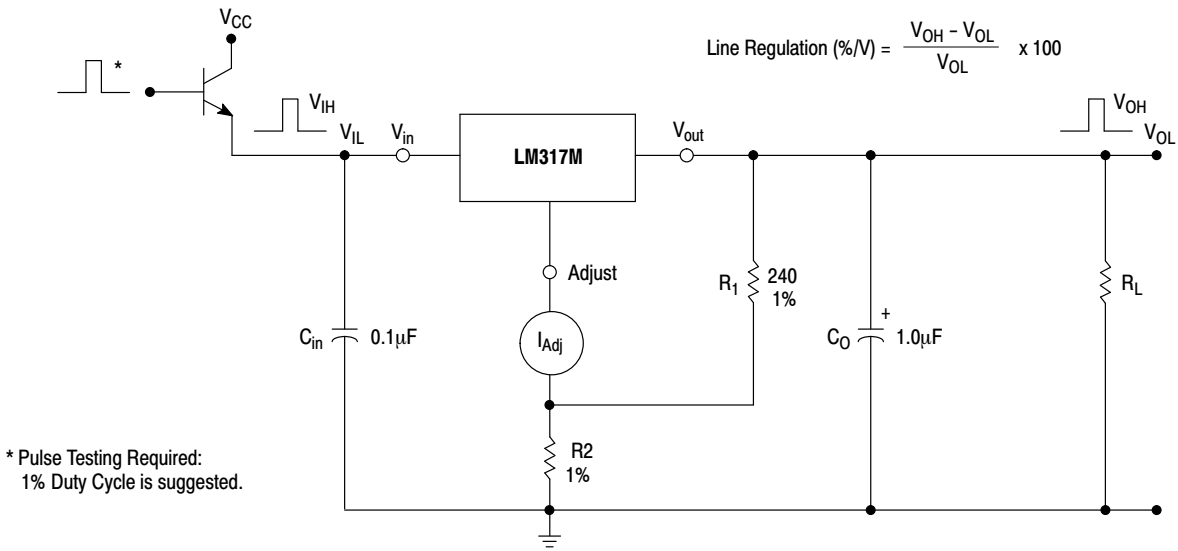 V_CC
Line Regulation (%/V) = V_OH – V_OL / V_OL x 100
*
V_IH
V_IL
V_in
LM317M
V_out
V_OH
V_OL
Adjust
R_1
240
1%
R_L
C_in
0.1µF
I_Adj
C_O
+
1.0µF
R2
1%
* Pulse Testing Required:
1% Duty Cycle is suggested.